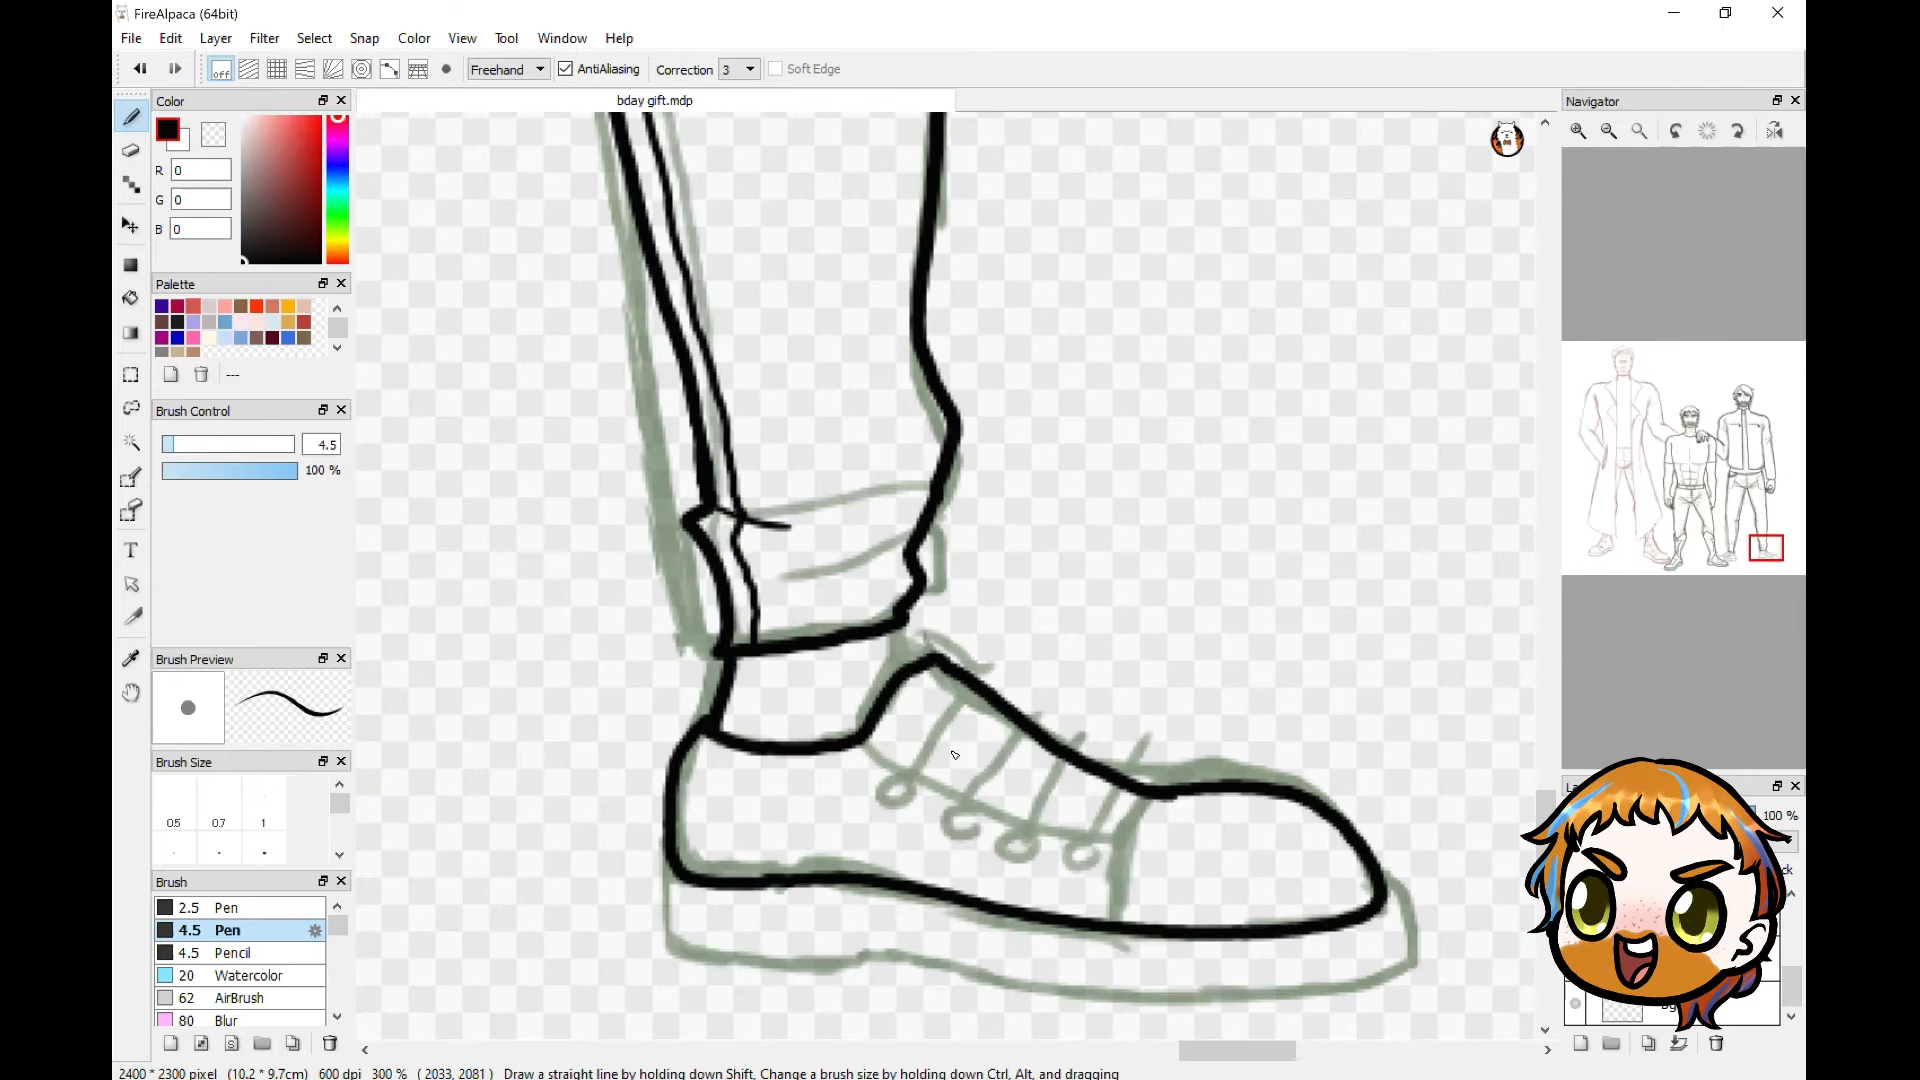 FireAlpaca (64bit)
File Edit Layer Filter Select Snap Color View Tool Window Help
off Freehand AntiAliasing Correction 3 Soft Edge
Color
bday gift.mdp
Navigator
R 0
G 0
B 0
Palette
---
Brush Control
4.5
100 %
Brush Preview
Brush Size
0.5 0.7 1
100 %
Brush
2.5 Pen
4.5 Pen
4.5 Pencil
20 Watercolor
62 AirBrush
80 Blur
T
2400 * 2300 pixel (10.2 * 9.7cm) 600 dpi 300 % ( 2033, 2081 ) Draw a straight line by holding down Shift, Change a brush size by holding down Ctrl, Alt, and dragging